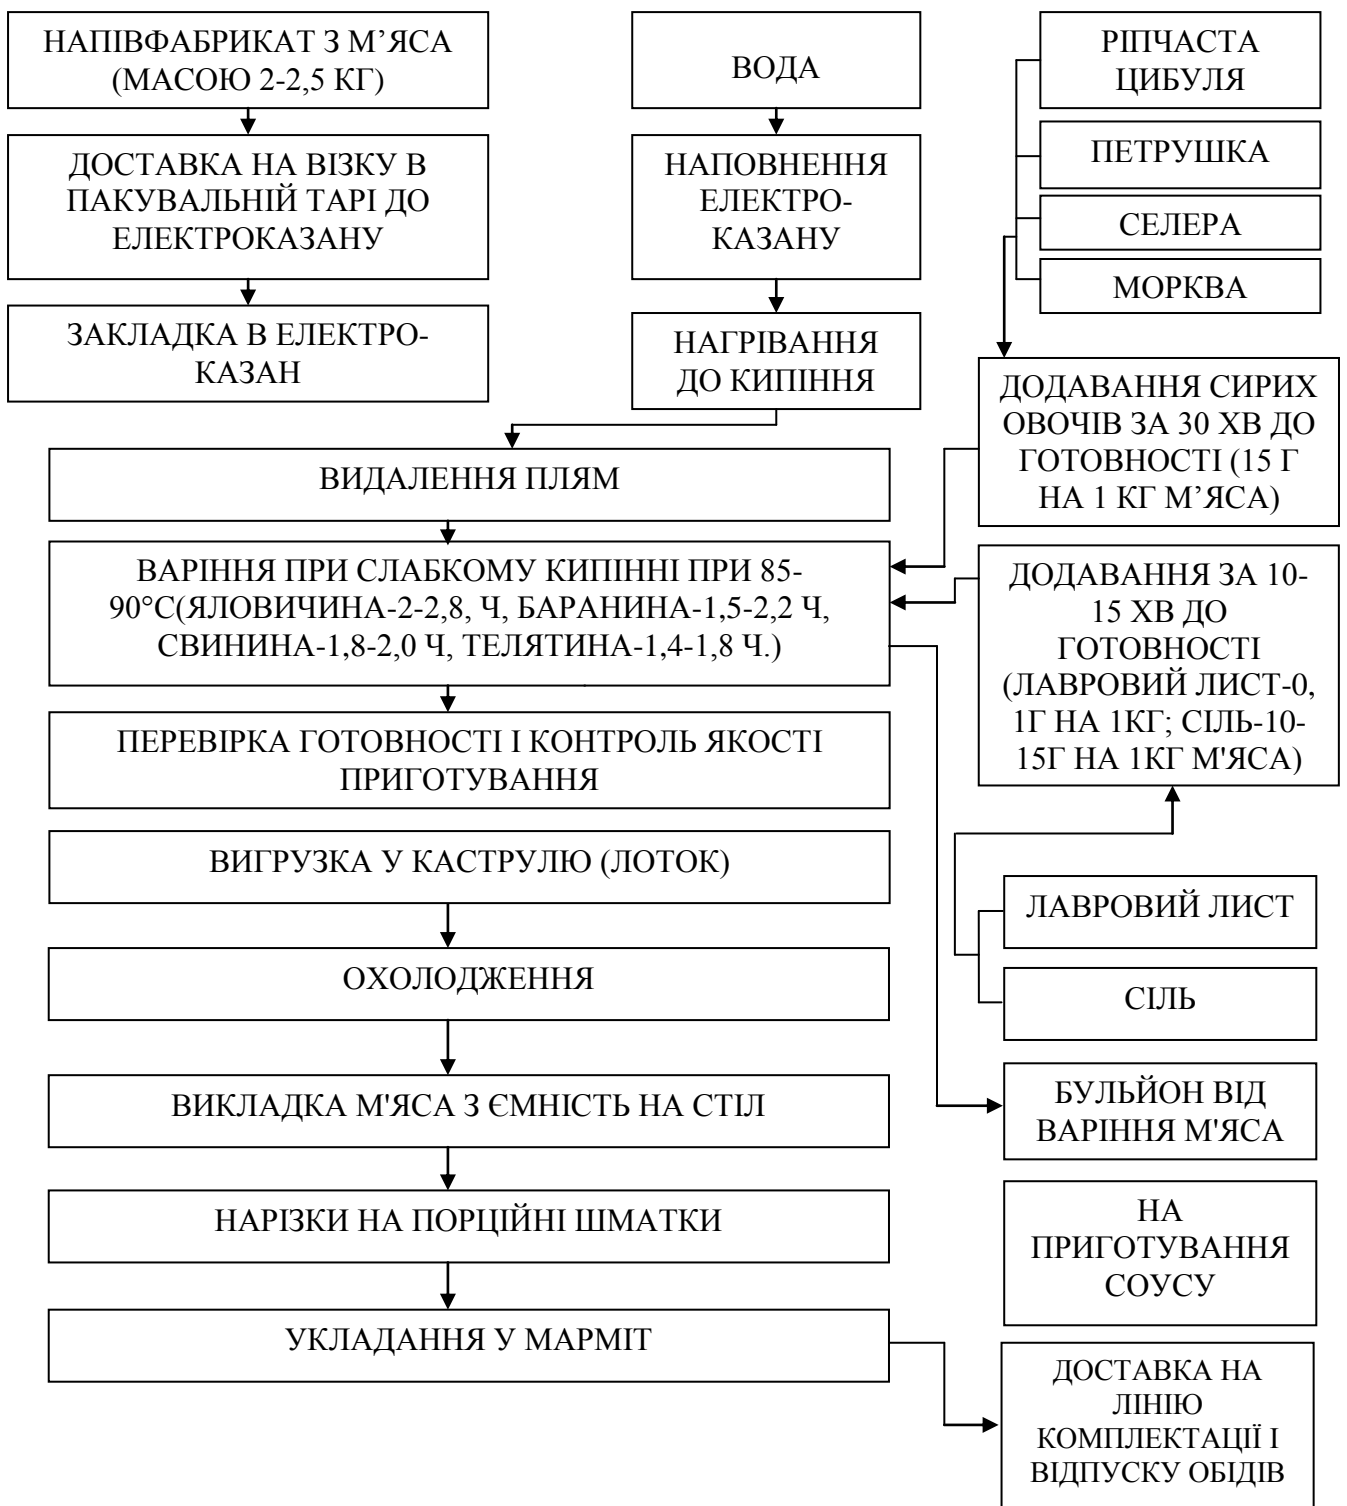 НАПІВФАБРИКАТ З М’ЯСА
(МАСОЮ 2-2,5 КГ)
ВОДА
РІПЧАСТА
ЦИБУЛЯ
ДОСТАВКА НА ВІЗКУ В
ПАКУВАЛЬНІЙ ТАРІ ДО
ЕЛЕКТРОКАЗАНУ
НАПОВНЕННЯ
ЕЛЕКТРО-
КАЗАНУ
ПЕТРУШКА
СЕЛЕРА
МОРКВА
ЗАКЛАДКА В ЕЛЕКТРО-
КАЗАН
НАГРІВАННЯ
ДО КИПІННЯ
ДОДАВАННЯ СИРИХ
ОВОЧІВ ЗА 30 ХВ ДО
ГОТОВНОСТІ (15 Г
НА 1 КГ М’ЯСА)
ВИДАЛЕННЯ ПЛЯМ
ВАРІННЯ ПРИ СЛАБКОМУ КИПІННІ ПРИ 85-
90°С(ЯЛОВИЧИНА-2-2,8, Ч, БАРАНИНА-1,5-2,2 Ч,
СВИНИНА-1,8-2,0 Ч, ТЕЛЯТИНА-1,4-1,8 Ч.)
ДОДАВАННЯ ЗА 10-
15 ХВ ДО
ГОТОВНОСТІ
(ЛАВРОВИЙ ЛИСТ-0,
1Г НА 1КГ; СІЛЬ-10-
15Г НА 1КГ М'ЯСА)
ПЕРЕВІРКА ГОТОВНОСТІ І КОНТРОЛЬ ЯКОСТІ
ПРИГОТУВАННЯ
ВИГРУЗКА У КАСТРУЛЮ (ЛОТОК)
ЛАВРОВИЙ ЛИСТ
ОХОЛОДЖЕННЯ
СІЛЬ
ВИКЛАДКА М'ЯСА З ЄМНІСТЬ НА СТІЛ
БУЛЬЙОН ВІД
ВАРІННЯ М'ЯСА
НАРІЗКИ НА ПОРЦІЙНІ ШМАТКИ
НА
ПРИГОТУВАННЯ
СОУСУ
УКЛАДАННЯ У МАРМІТ
ДОСТАВКА НА
ЛІНІЮ
КОМПЛЕКТАЦІЇ І
ВІДПУСКУ ОБІДІВ